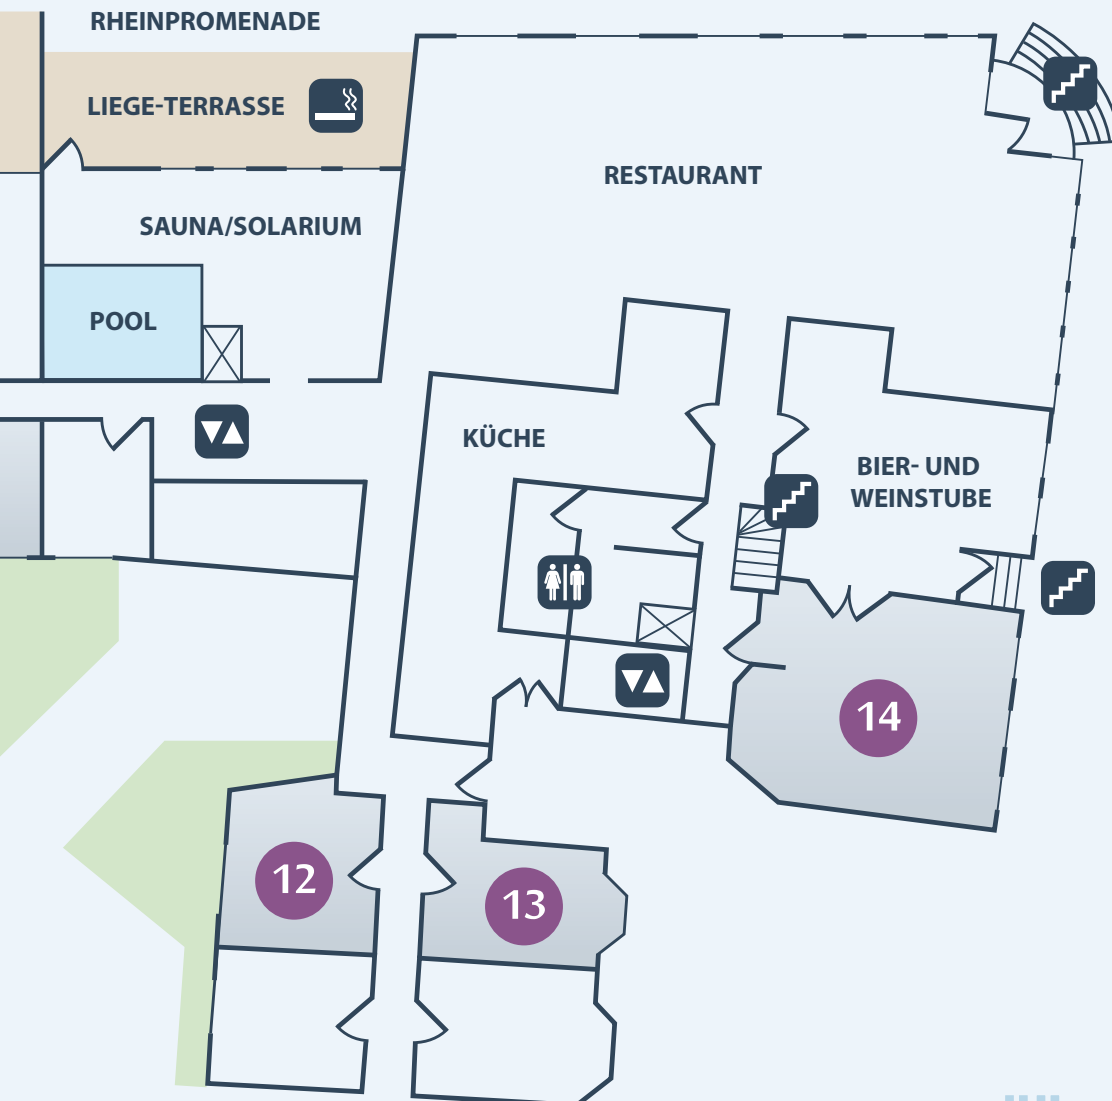 RHEINPROMENADE
LIEGE-TERRASSE
RESTAURANT
SAUNA/SOLARIUM
POOL
KÜCHE
BIER- UND
WEINSTUBE
14
12
13